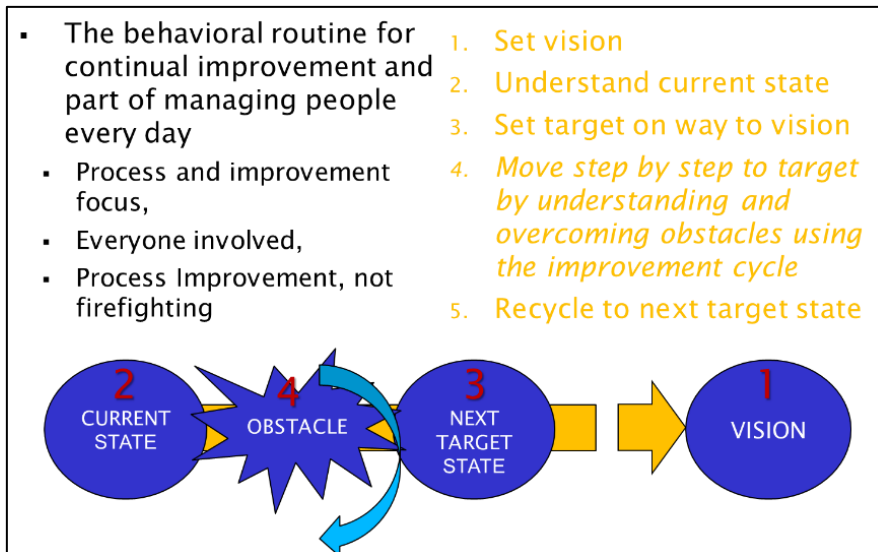 ▪ The behavioral routine for
continual improvement and
part of managing people
every day
▪ Process and improvement
focus,
▪ Everyone involved,
▪ Process Improvement, not
firefighting
1. Set vision
2. Understand current state
3. Set target on way to vision
4. Move step by step to target
by understanding and
overcoming obstacles using
the improvement cycle
5. Recycle to next target state
2
CURRENT
STATE
4
OBSTACLE
3
NEXT
TARGET
STATE
1
VISION